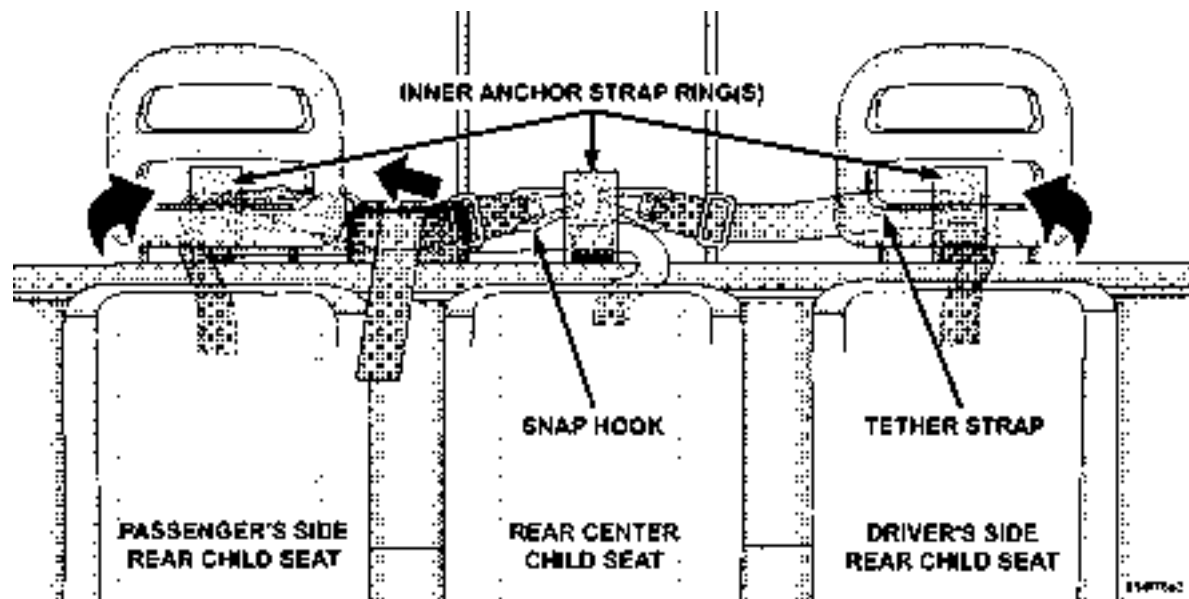 INNER ANCHOR STRAP RING(S)
SNAP HOOK
TETHER STRAP
PASSENGER'S SIDE
REAR CHILD SEAT
REAR CENTER
CHILD SEAT
DRIVER'S SIDE
REAR CHILD SEAT